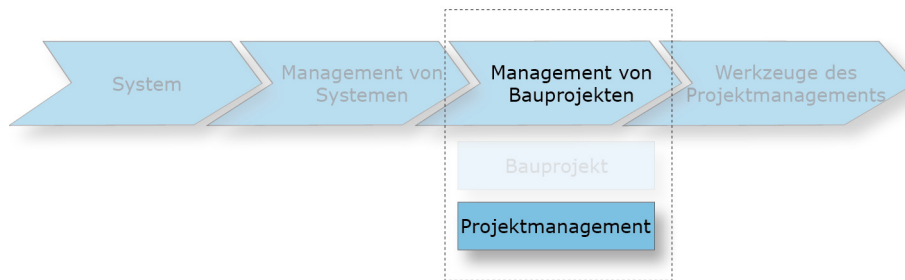 System
Management von
Systemen
Management von
Bauprojekten
Werkzeuge des
Projektmanagements
Bauprojekt
Projektmanagement